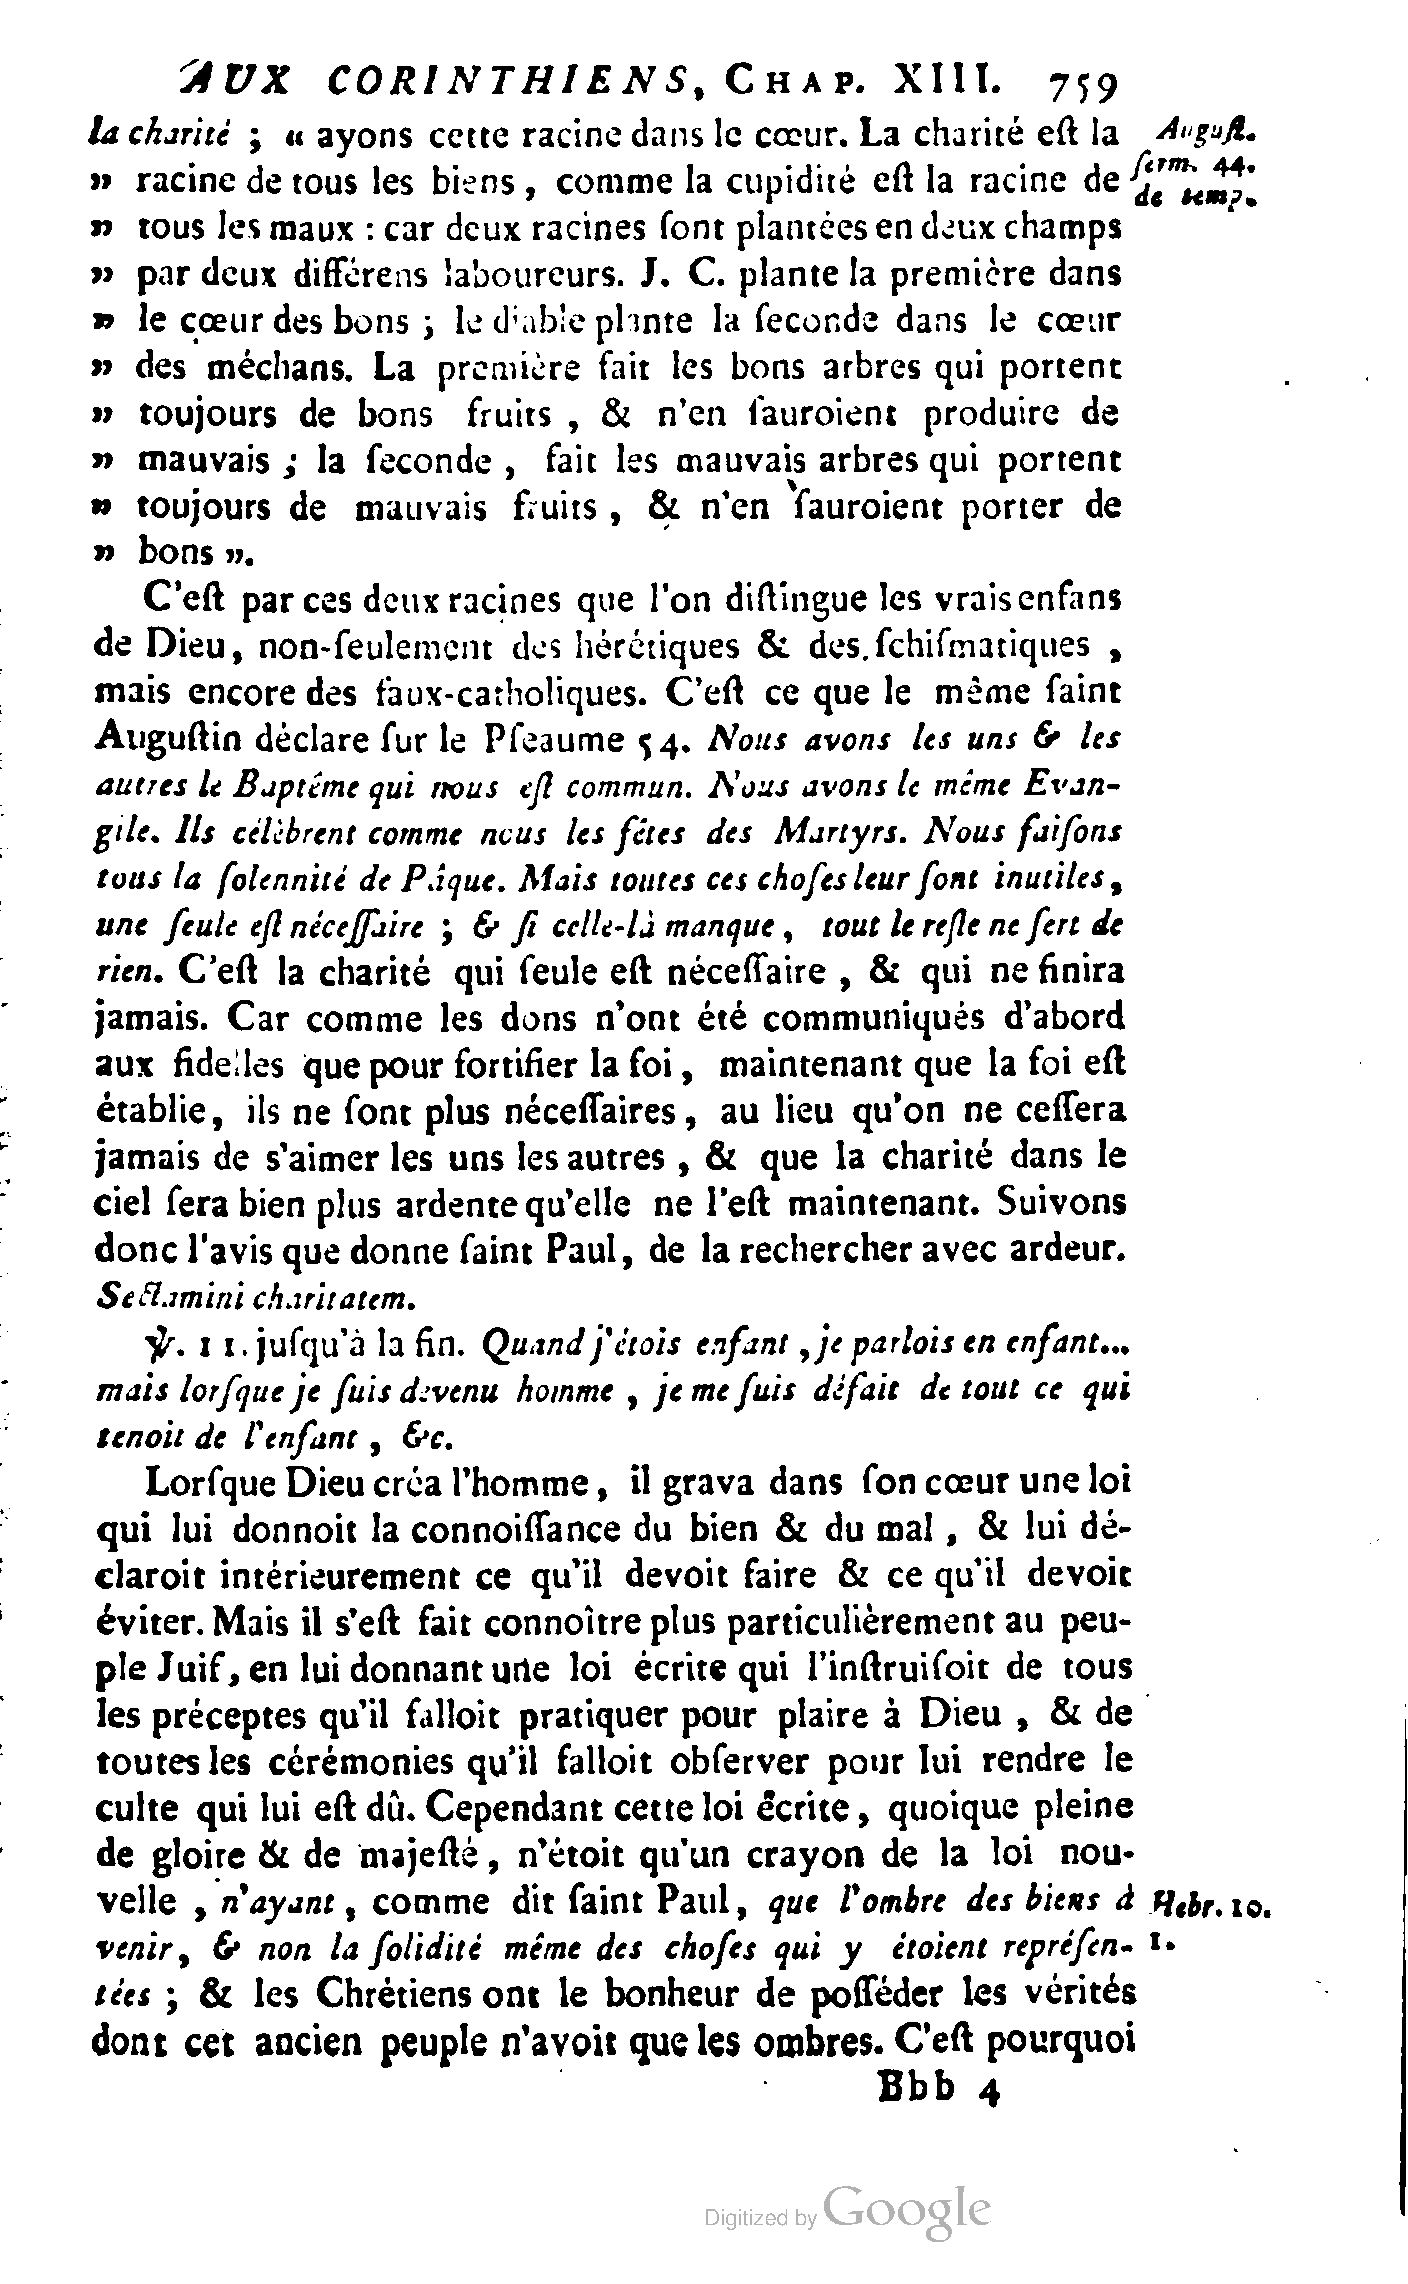 AUX CORINTHIENS, CHAP. XIII. 759
la charité ; « ayons cette racine dans le cœur. La charité eſt la
Auguſt.
» racine de tous les biens, comme la cupidité eſt la racine de
ſerm. 44.
de temp.
» tous les maux : car deux racines ſont plantées en deux champs
» par deux différens laboureurs. J. C. plante la première dans
» le cœur des bons ; le diable plante la ſeconde dans le cœur
» des méchans. La première fait les bons arbres qui portent
» toujours de bons fruits, & n'en ſauroient produire de
» mauvais ; la ſeconde, fait les mauvais arbres qui portent
» toujours de mauvais fruits, & n'en ſauroient porter de
» bons ».
C'eſt par ces deux racines que l'on diſtingue les vrais enfans
de Dieu, non-ſeulement des hérétiques & des ſchiſmatiques,
mais encore des faux-catholiques. C'eſt ce que le même ſaint
Auguſtin déclare ſur le Pſeaume 54. Nous avons les uns & les
autres le Baptême qui nous eſt commun. Nous avons le même Evan-
gile. Ils célèbrent comme nous les fêtes des Martyrs. Nous faiſons
tous la ſolennité de Pâque. Mais toutes ces choſes leur ſont inutiles,
une ſeule eſt néceſſaire ; & ſi celle-là manque, tout le reſte ne ſert de
rien. C'eſt la charité qui ſeule eſt néceſſaire, & qui ne finira
jamais. Car comme les dons n'ont été communiqués d'abord
aux fidelles que pour fortifier la foi, maintenant que la foi eſt
établie, ils ne ſont plus néceſſaires, au lieu qu'on ne ceſſera
jamais de s'aimer les uns les autres, & que la charité dans le
ciel ſera bien plus ardente qu'elle ne l'eſt maintenant. Suivons
donc l'avis que donne ſaint Paul, de la rechercher avec ardeur.
Sectamini charitatem.
℣. 11. juſqu'à la fin. Quand j'étois enfant, je parlois en enfant...
mais lorſque je ſuis devenu homme, je me ſuis défait de tout ce qui
tenoit de l'enfant, &c.
Lorſque Dieu créa l'homme, il grava dans ſon cœur une loi
qui lui donnoit la connoiſſance du bien & du mal, & lui dé-
claroit intérieurement ce qu'il devoit faire & ce qu'il devoit
éviter. Mais il s'eſt fait connoître plus particulièrement au peu-
ple Juif, en lui donnant une loi écrite qui l'inſtruiſoit de tous
les préceptes qu'il falloit pratiquer pour plaire à Dieu, & de
toutes les cérémonies qu'il falloit obſerver pour lui rendre le
culte qui lui eſt dû. Cependant cette loi écrite, quoique pleine
de gloire & de majeſté, n'étoit qu'un crayon de la loi nou-
velle, n'ayant, comme dit ſaint Paul, que l'ombre des biens à
Hebr. 10.
venir, & non la ſolidité même des choſes qui y étoient repréſen-
1.
tées ; & les Chrétiens ont le bonheur de poſſéder les vérités
dont cet ancien peuple n'avoit que les ombres. C'eſt pourquoi
Bbb 4
Digitized by Google